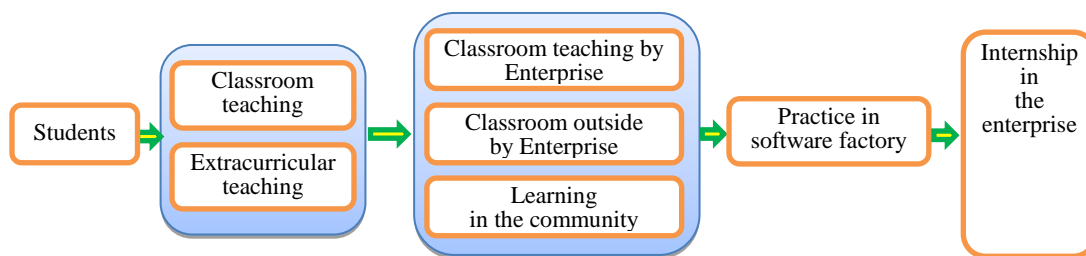 Students
Classroom
teaching
Extracurricular
teaching
Classroom teaching by
Enterprise
Classroom outside
by Enterprise
Learning
in the community
Practice in
software factory
Internship
in
the
enterprise